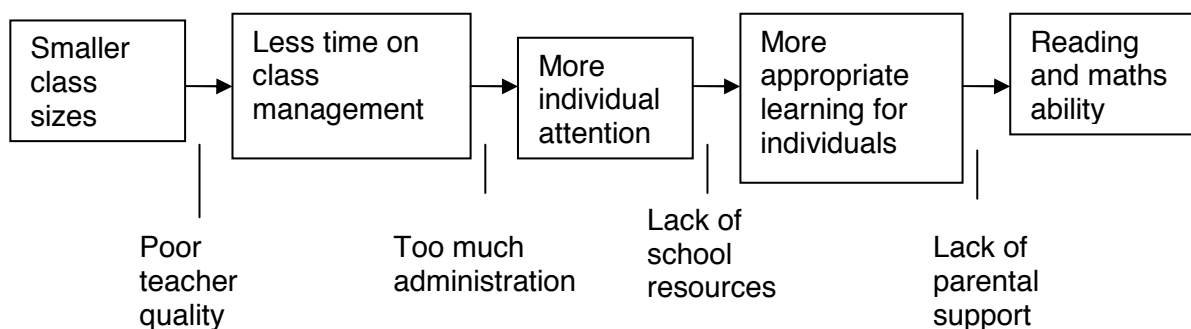 Smaller
class
sizes
Less time on
class
management
More
individual
attention
More
appropriate
learning for
individuals
Reading
and maths
ability
Poor
teacher
quality
Too much
administration
Lack of
school
resources
Lack of
parental
support